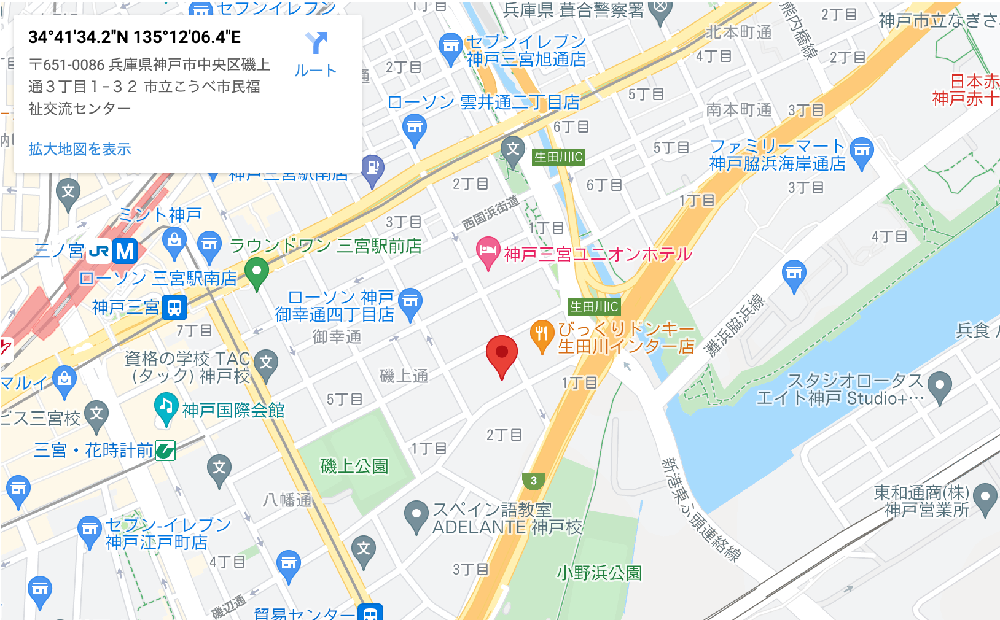 セブンイレブン
1丁目
兵庫県 葺合警察署
熊内橋線
2丁目
神戸市立なぎさ
34°41'34.2"N 135°12'06.4"E
〒651-0086 兵庫県神戸市中央区磯上
通３丁目１−３２ 市立こうべ市民福
祉交流センター
ルート
拡大地図を表示
北本町通
セブンイレブン
神戸三宮旭通店
4丁目
2丁目
2丁目
通
日本赤
神戸赤十
5丁目
ローソン 雲井通二丁目店
南本町通
3丁目
6丁目
5丁目
ファミリーマート
神戸脇浜海岸通店
文
生田川IC
神戸三宮駅南店
2丁目
6丁目
3丁目
文
1丁目
西国浜街道
ミント神戸
3丁目
1丁目
4丁目
三ノ宮
JR
M
ラウンドワン 三宮駅前店
神戸三宮ユニオンホテル
ローソン 三宮駅南店
ローソン 神戸
御幸通四丁目店
神戸三宮
生田川IC
灘浜脇浜線
7丁目
御幸通
びっくりドンキー
生田川インター店
兵食
資格の学校 TAC
(タック) 神戸校
文
磯上通
1丁目
マルイ
スタジオロータス
エイト神戸 Studio+…
5丁目
神戸国際会館
ビス三宮校
文
2丁目
三宮・花時計前
1丁目
磯上公園
文
3
新港東ふ頭連絡線
東和通商(株)
神戸営業所
八幡通
スペイン語教室
ADELANTE 神戸校
セブン-イレブン
神戸江戸町店
文
4丁目
3丁目
小野浜公園
磯辺通
貿易センター